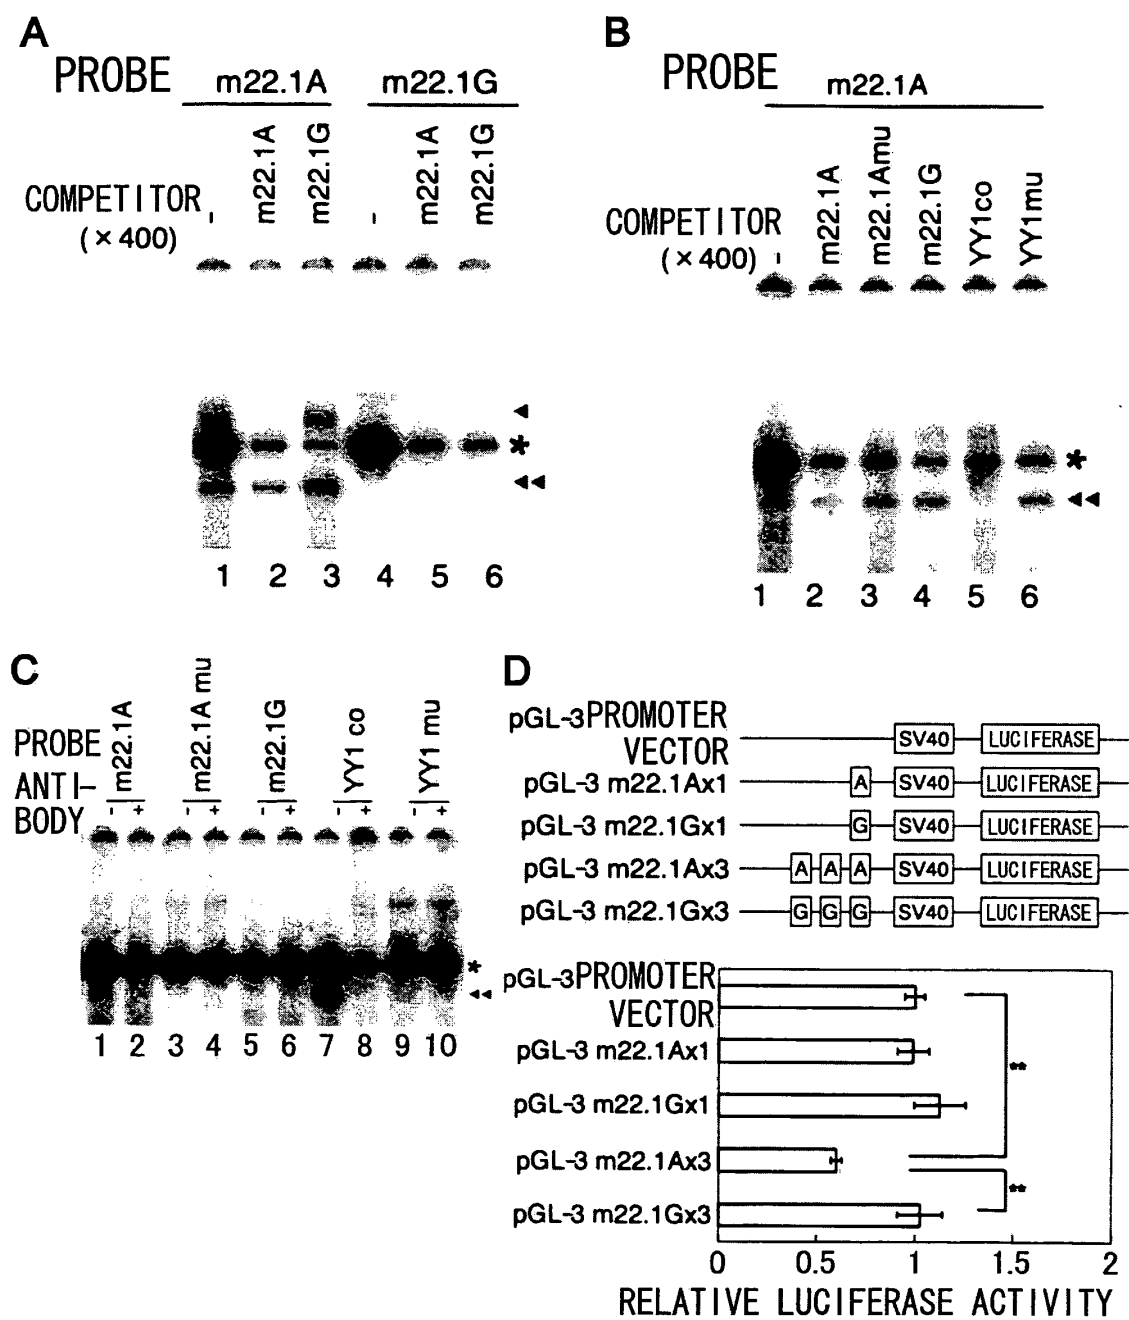 A
PROBE m22.1A m22.1G
COMPETITOR (×400) - m22.1A m22.1G - m22.1A m22.1G
*
1 2 3 4 5 6
B
PROBE m22.1A
COMPETITOR (×400) - m22.1A m22.1Amu m22.1G YY1co YY1mu
*
1 2 3 4 5 6
C
PROBE m22.1A m22.1A mu m22.1G YY1 co YY1 mu
ANTI-
BODY - + - + - + - + - +
*
1 2 3 4 5 6 7 8 9 10
D
pGL-3PROMOTER
VECTOR SV40 LUCIFERASE
pGL-3 m22.1Ax1 A SV40 LUCIFERASE
pGL-3 m22.1Gx1 G SV40 LUCIFERASE
pGL-3 m22.1Ax3 A A A SV40 LUCIFERASE
pGL-3 m22.1Gx3 G G G SV40 LUCIFERASE
pGL-3PROMOTER
VECTOR
pGL-3 m22.1Ax1
**
pGL-3 m22.1Gx1
pGL-3 m22.1Ax3
**
pGL-3 m22.1Gx3
0 0.5 1 1.5 2
RELATIVE LUCIFERASE ACTIVITY